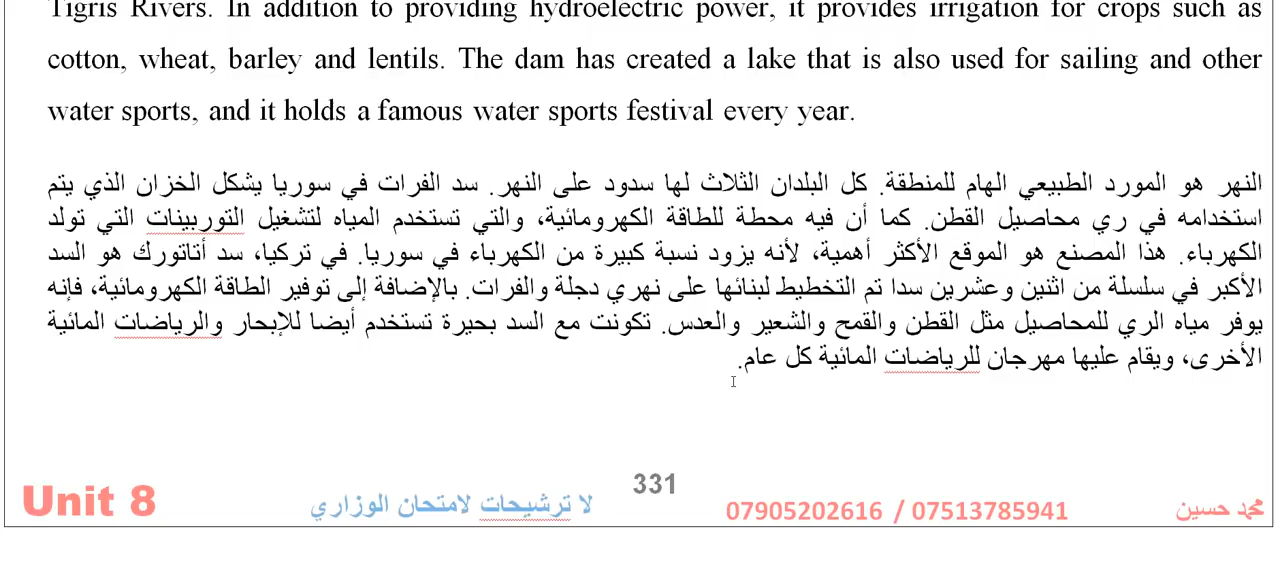 Tigris Rivers. In addition to providing hydroelectric power, it provides irrigation for crops such as
cotton, wheat, barley and lentils. The dam has created a lake that is also used for sailing and other
water sports, and it holds a famous water sports festival every year.
النهر هو المورد الطبيعي الهام للمنطقة. كل البلدان الثلاث لها سدود على النهر. سد الفرات في سوريا يشكل الخزان الذي يتم
استخدامه في ري محاصيل القطن. كما أن فيه محطة للطاقة الكهرومائية، والتي تستخدم المياه لتشغيل التوربينات التي تولد
الكهرباء. هذا المصنع هو الموقع الأكثر أهمية، لأنه يزود نسبة كبيرة من الكهرباء في سوريا. في تركيا، سد أتاتورك هو السد
الأكبر في سلسلة من اثنين وعشرين سدا تم التخطيط لبنائها على نهري دجلة والفرات. بالإضافة إلى توفير الطاقة الكهرومائية، فإنه
يوفر مياه الري للمحاصيل مثل القطن والقمح والشعير والعدس. تكونت مع السد بحيرة تستخدم أيضا للإبحار والرياضات المائية
الأخرى، ويقام عليها مهرجان للرياضات المائية كل عام.
331
Unit 8
لا ترشيحات لامتحان الوزاري
07905202616 / 07513785941
محمد حسين